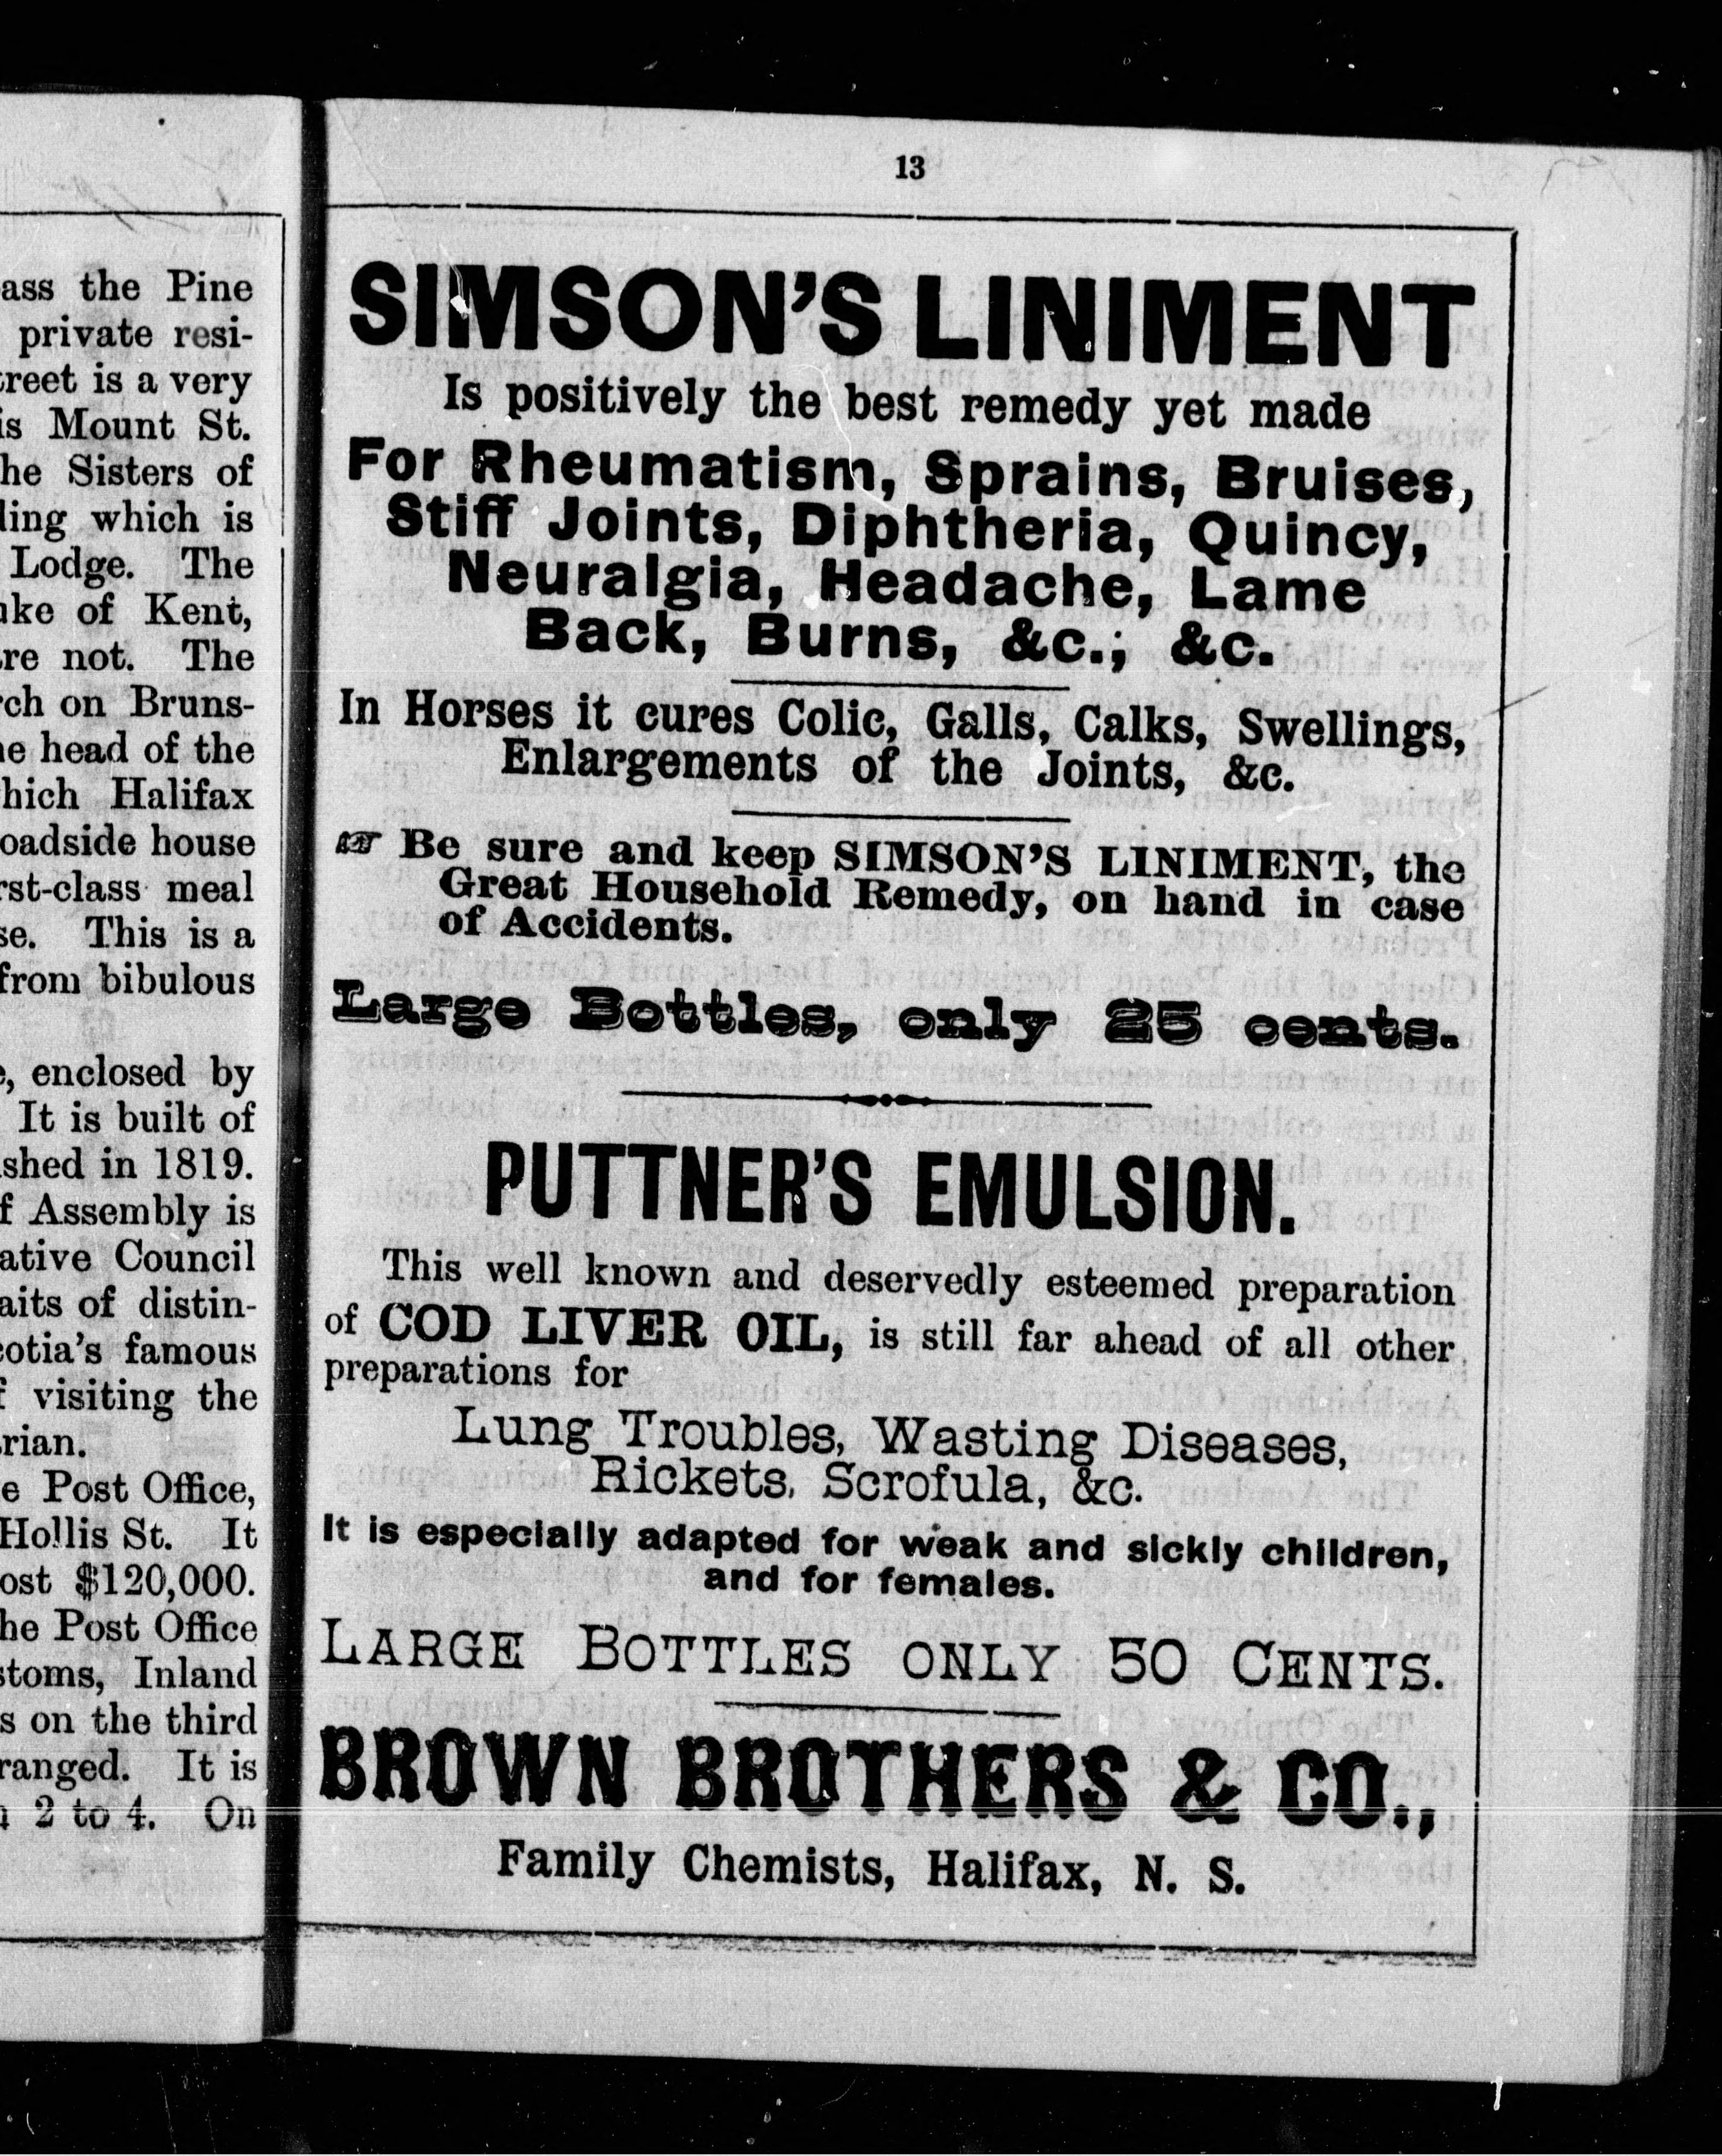 ass the Pine
private resi-
reet is a very
is Mount St.
he Sisters of
ling which is
Lodge. The
ke of Kent,
re not. The
ch on Bruns-
e head of the
hich Halifax
oadside house
rst-class meal
se. This is a
from bibulous
, enclosed by
It is built of
shed in 1819.
f Assembly is
ative Council
aits of distin-
otia's famous
f visiting the
rian.
e Post Office,
Hollis St. It
ost $120,000.
he Post Office
stoms, Inland
s on the third
ranged. It is
2 to 4. On
13
SIMSON'S LINIMENT
Is positively the best remedy yet made
For Rheumatism, Sprains, Bruises,
Stiff Joints, Diphtheria, Quincy,
Neuralgia, Headache, Lame
Back, Burns, &c.; &c.
In Horses it cures Colic, Galls, Calks, Swellings,
Enlargements of the Joints, &c.
☞ Be sure and keep SIMSON'S LINIMENT, the
Great Household Remedy, on hand in case
of Accidents.
Large Bottles, only 25 cents.
PUTTNER'S EMULSION.
This well known and deservedly esteemed preparation
of COD LIVER OIL, is still far ahead of all other
preparations for
Lung Troubles, Wasting Diseases,
Rickets, Scrofula, &c.
It is especially adapted for weak and sickly children,
and for females.
LARGE BOTTLES ONLY 50 CENTS.
BROWN BROTHERS & CO.,
Family Chemists, Halifax, N. S.